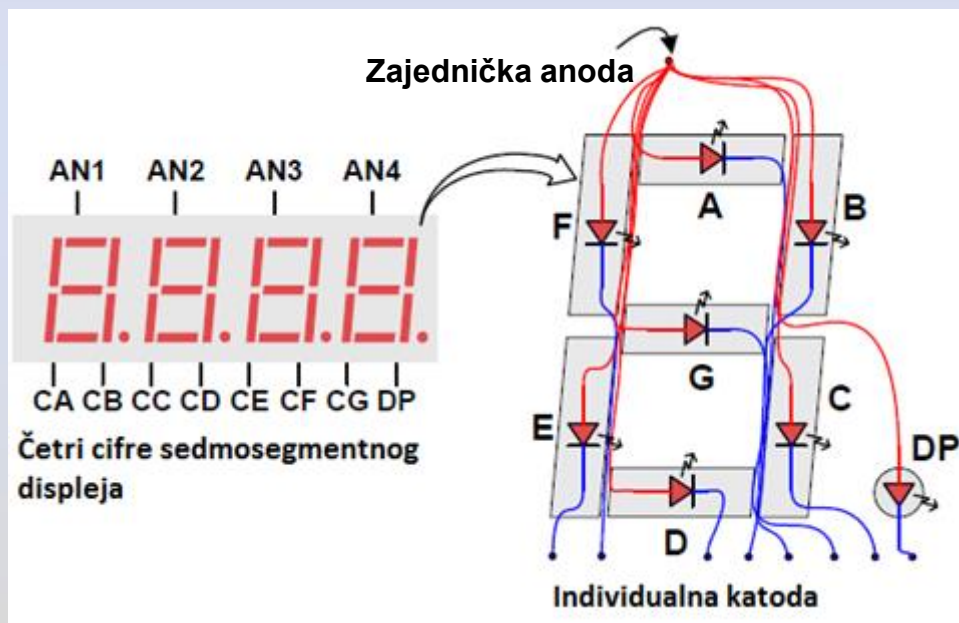 Zajednička anoda
AN1 AN2 AN3 AN4
CA CB CC CD CE CF CG DP
Četri cifre sedmosegmentnog
displeja
A
F
B
G
E
C
DP
D
Individualna katoda